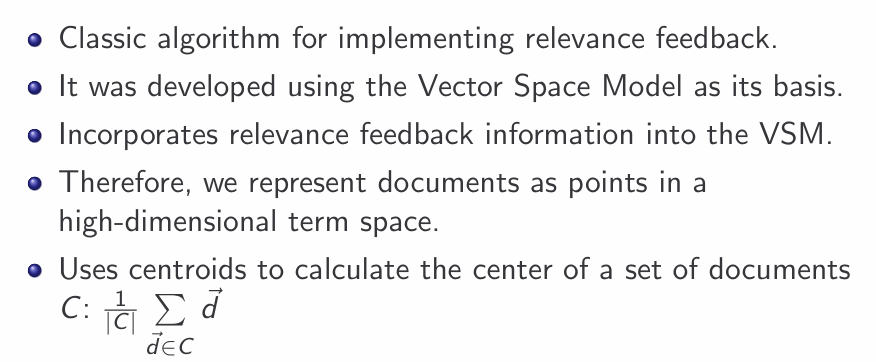 Classic algorithm for implementing relevance feedback.
It was developed using the Vector Space Model as its basis.
Incorporates relevance feedback information into the VSM.
Therefore, we represent documents as points in a
high-dimensional term space.
Uses centroids to calculate the center of a set of documents
C: \frac{1}{|C|} \sum_{\vec{d} \in C} \vec{d}